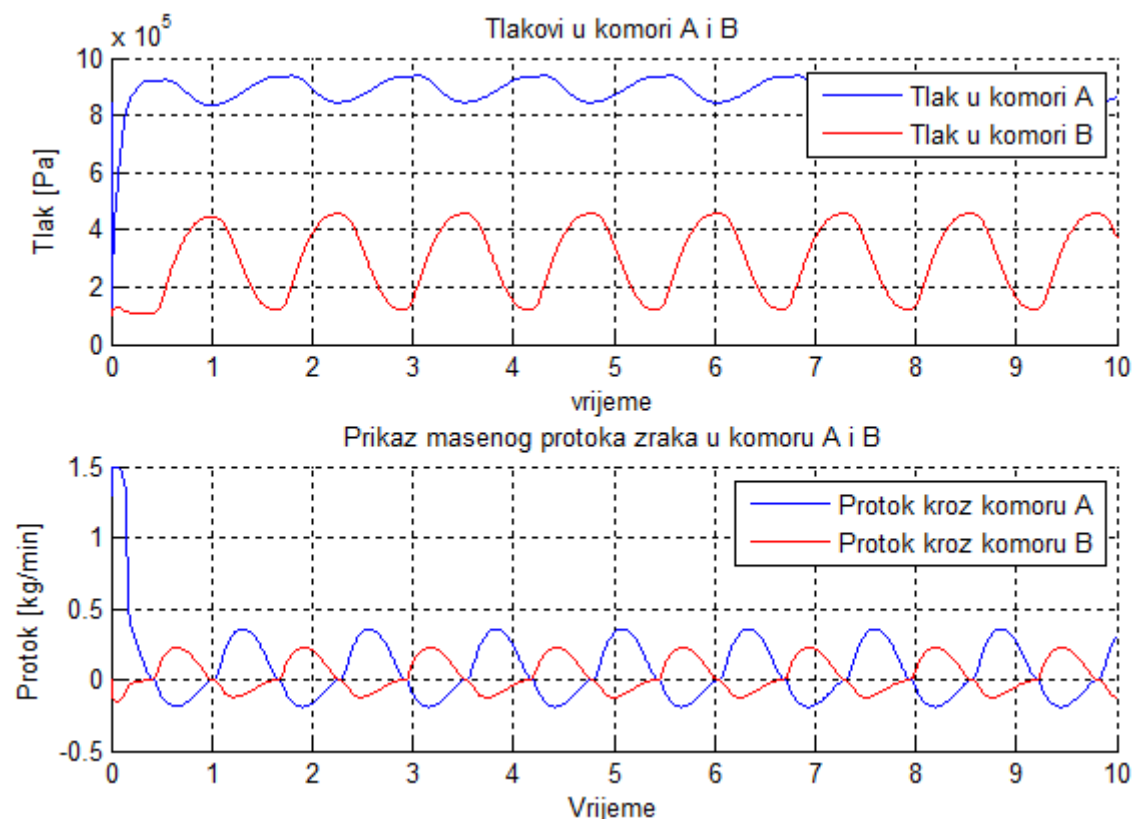 Tlakovi u komori A i B
x 10^5
Tlak [Pa]
10
8
6
4
2
0
Tlak u komori A
Tlak u komori B
0 1 2 3 4 5 6 7 8 9 10
vrijeme
Prikaz masenog protoka zraka u komoru A i B
Protok [kg/min]
1.5
1
0.5
0
-0.5
Protok kroz komoru A
Protok kroz komoru B
0 1 2 3 4 5 6 7 8 9 10
Vrijeme